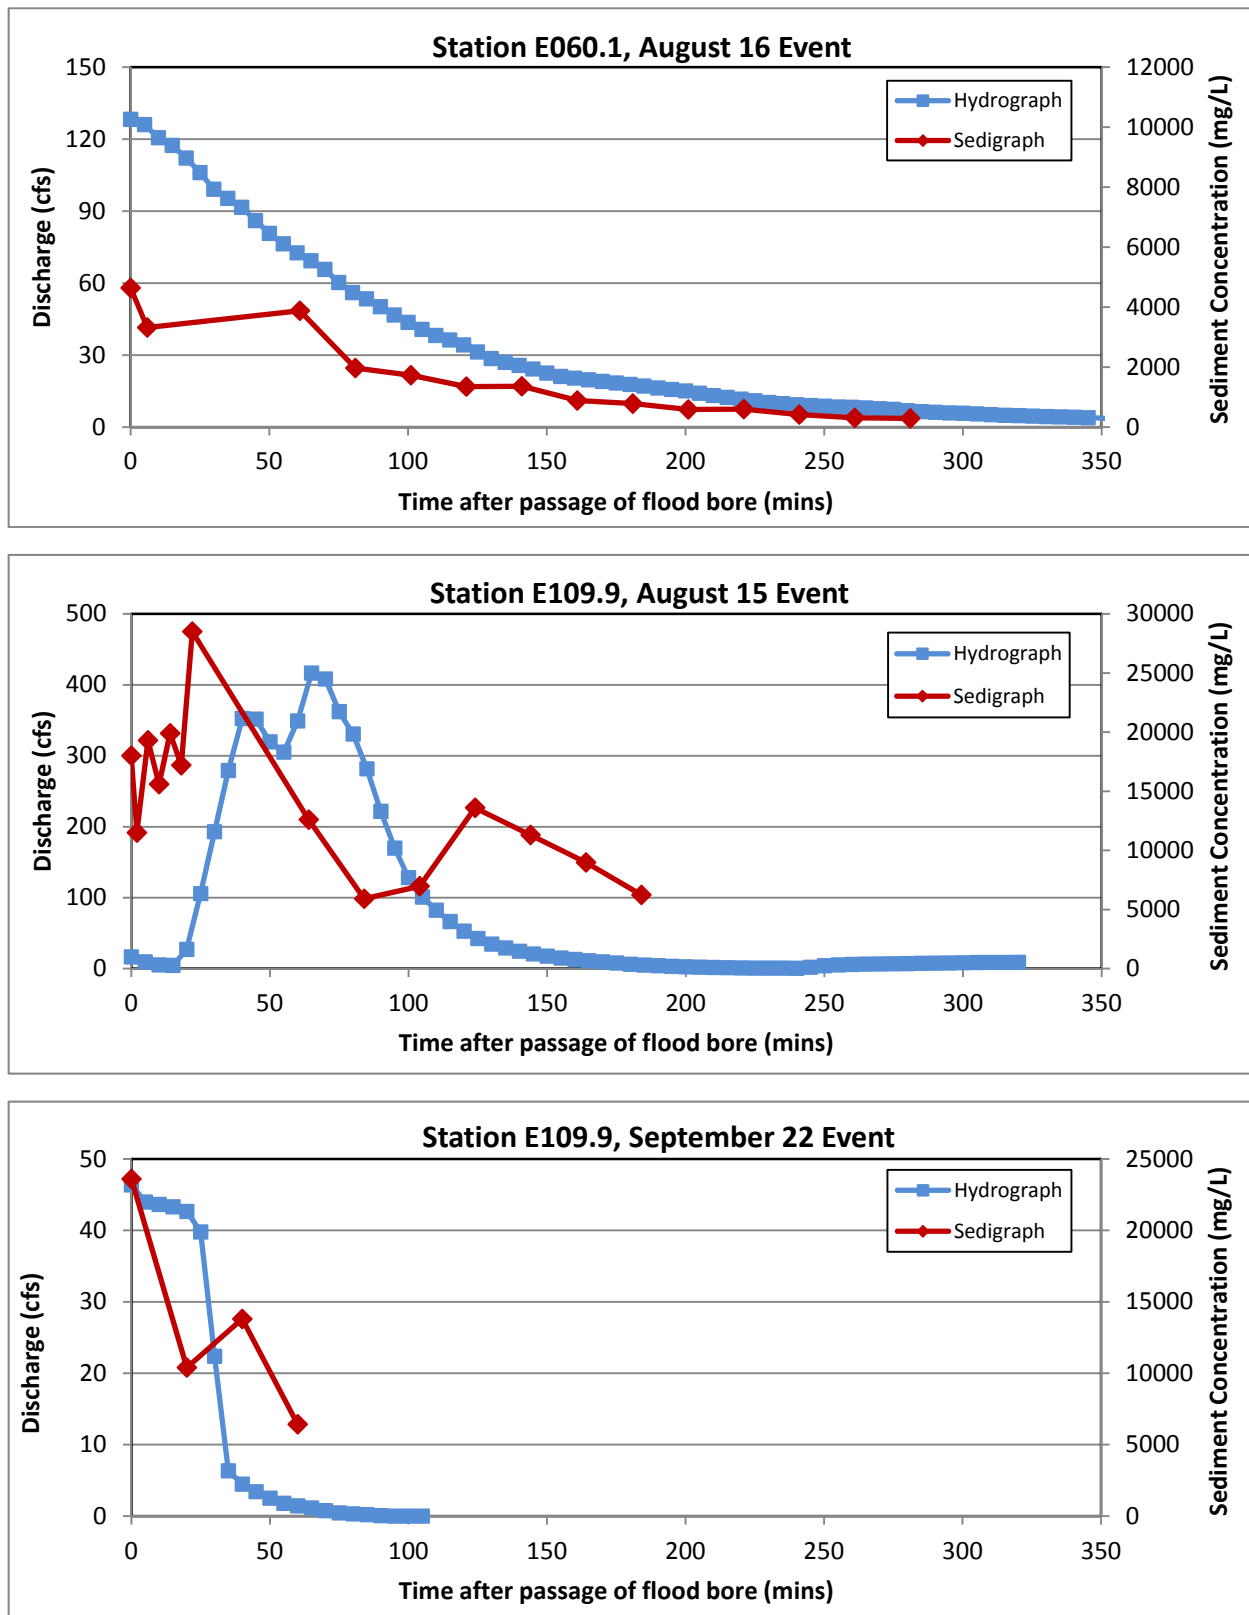 Station E060.1, August 16 Event
Discharge (cfs)
150
120
90
60
30
0
Hydrograph
Sedigraph
12000
10000
8000
6000
4000
2000
0
Sediment Concentration (mg/L)
0 50 100 150 200 250 300 350
Time after passage of flood bore (mins)
Station E109.9, August 15 Event
Discharge (cfs)
500
400
300
200
100
0
Hydrograph
Sedigraph
30000
25000
20000
15000
10000
5000
0
Sediment Concentration (mg/L)
0 50 100 150 200 250 300 350
Time after passage of flood bore (mins)
Station E109.9, September 22 Event
Discharge (cfs)
50
40
30
20
10
0
Hydrograph
Sedigraph
25000
20000
15000
10000
5000
0
Sediment Concentration (mg/L)
0 50 100 150 200 250 300 350
Time after passage of flood bore (mins)